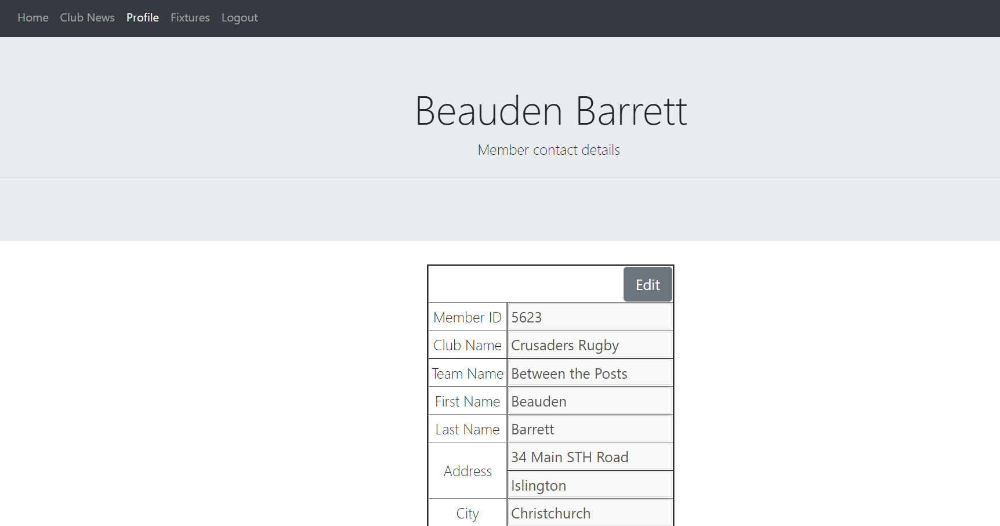 Home Club News Profile Fixtures Logout
Beauden Barrett
Member contact details
Edit
Member ID 5623
Club Name Crusaders Rugby
Team Name Between the Posts
First Name Beauden
Last Name Barrett
Address 34 Main STH Road
Islington
City Christchurch